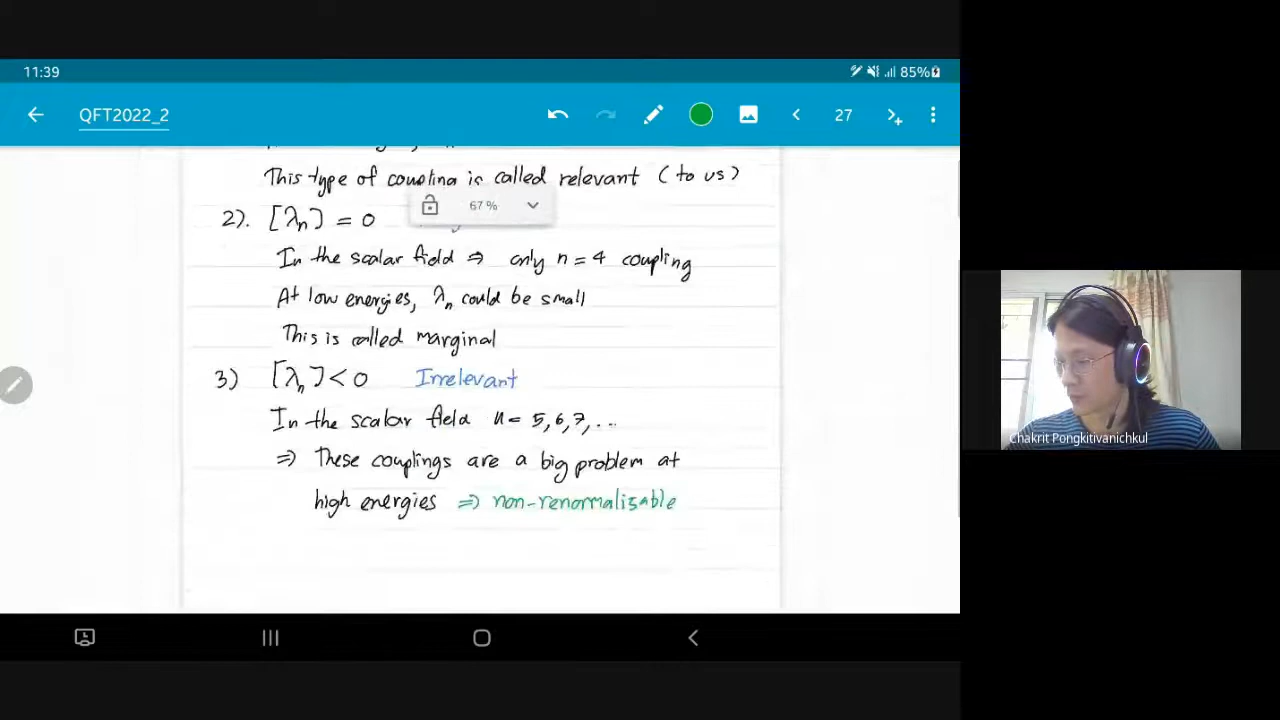 11:39
85%
QFT2022_2
27
This type of coupling is called relevant (to us)
67 %
2). [λn] = 0
In the scalar field ⇒ only n = 4 coupling
At low energies, λn could be small
This is called marginal
3) [λn] < 0 Irrelevant
In the scalar field n = 5, 6, 7, ...
⇒ These couplings are a big problem at
high energies ⇒ non-renormalisable
Chakrit Pongkitivanichkul